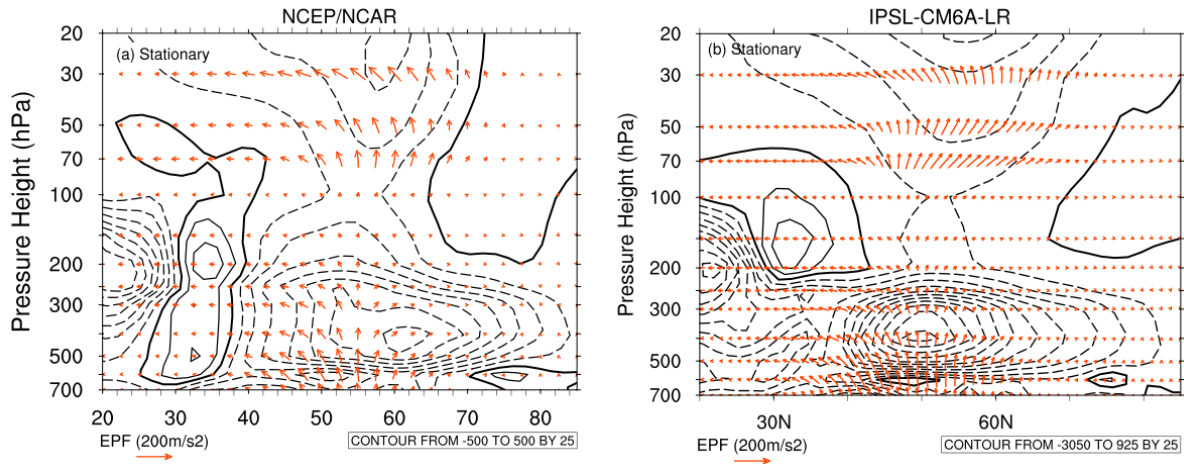 NCEP/NCAR
(a) Stationary
Pressure Height (hPa)
20
30
50
70
100
200
300
500
700
20 30 40 50 60 70 80
EPF (200m/s2)
CONTOUR FROM -500 TO 500 BY 25
IPSL-CM6A-LR
(b) Stationary
Pressure Height (hPa)
20
30
50
70
100
200
300
500
700
30N 60N
EPF (200m/s2)
CONTOUR FROM -3050 TO 925 BY 25